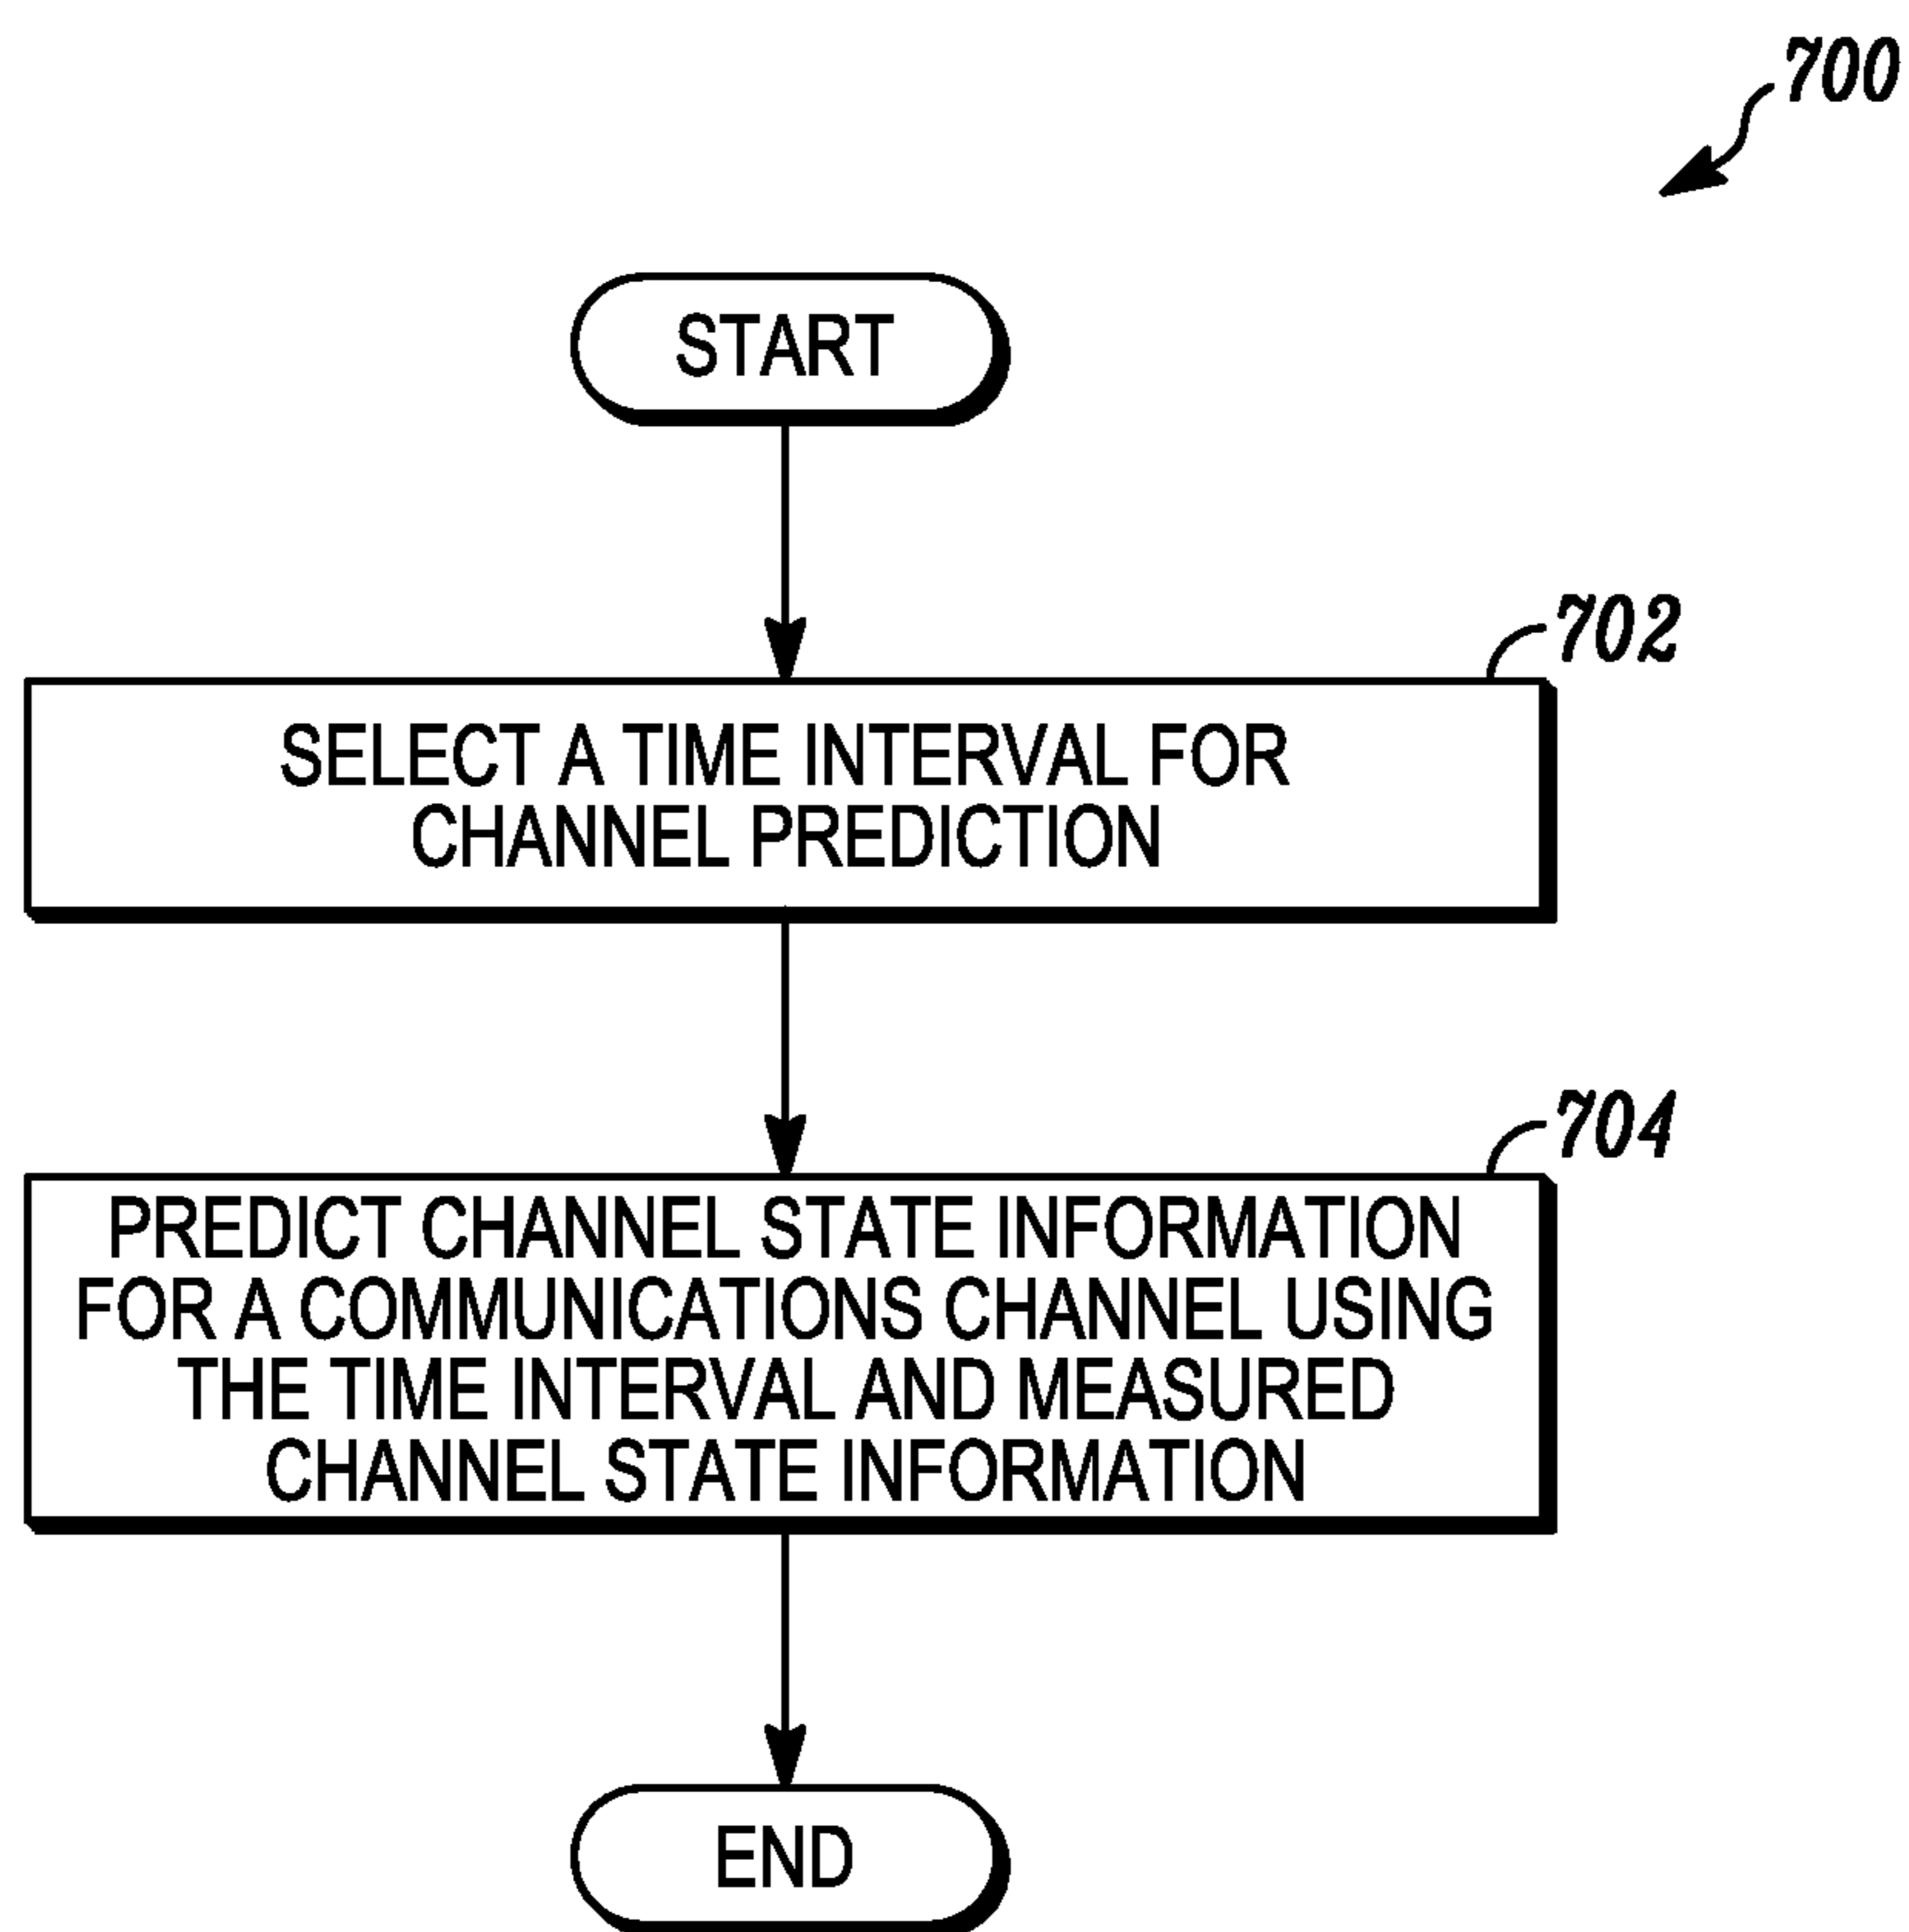 700
START
702
SELECT A TIME INTERVAL FOR
CHANNEL PREDICTION
704
PREDICT CHANNEL STATE INFORMATION
FOR A COMMUNICATIONS CHANNEL USING
THE TIME INTERVAL AND MEASURED
CHANNEL STATE INFORMATION
END